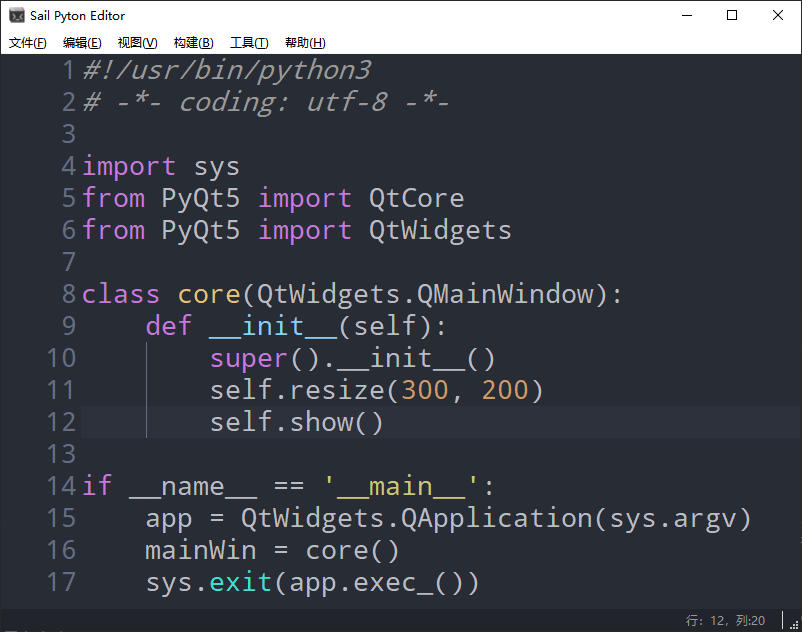 Sail Pyton Editor
文件(F) 编辑(E) 视图(V) 构建(B) 工具(T) 帮助(H)
1 #!/usr/bin/python3
2 # -*- coding: utf-8 -*-
3
4 import sys
5 from PyQt5 import QtCore
6 from PyQt5 import QtWidgets
7
8 class core(QtWidgets.QMainWindow):
9     def __init__(self):
10         super().__init__()
11         self.resize(300, 200)
12         self.show()
13
14 if __name__ == '__main__':
15     app = QtWidgets.QApplication(sys.argv)
16     mainWin = core()
17     sys.exit(app.exec_())
行: 12, 列:20